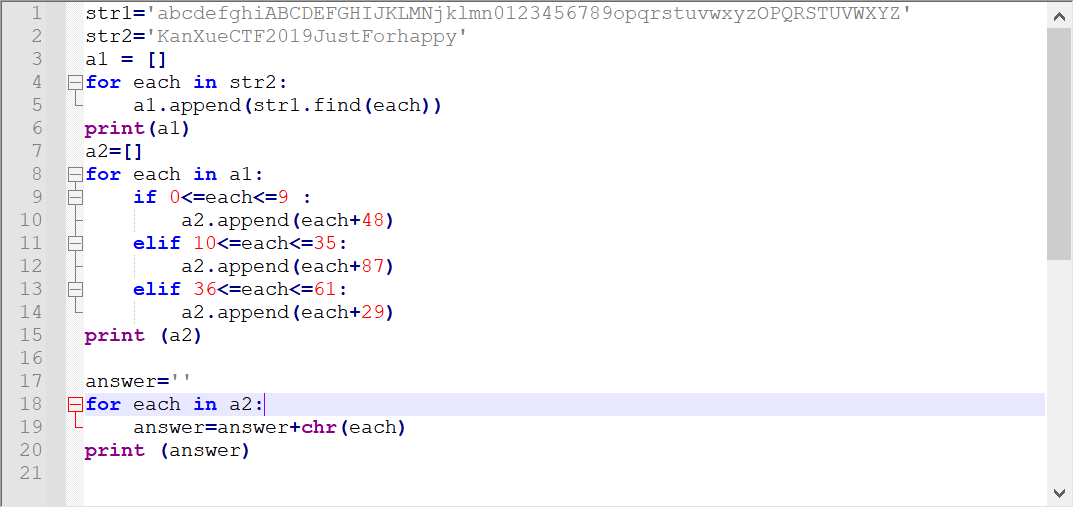 1 str1='abcdefghiABCDEFGHIJKLMNjklmn0123456789opqrstuvwxyzOPQRSTUVWXYZ'
2 str2='KanXueCTF2019JustForhappy'
3 a1 = []
4 for each in str2:
5     a1.append(str1.find(each))
6 print(a1)
7 a2=[]
8 for each in a1:
9     if 0<=each<=9 :
10         a2.append(each+48)
11     elif 10<=each<=35:
12         a2.append(each+87)
13     elif 36<=each<=61:
14         a2.append(each+29)
15 print (a2)
16
17 answer=''
18 for each in a2:
19     answer=answer+chr(each)
20 print (answer)
21